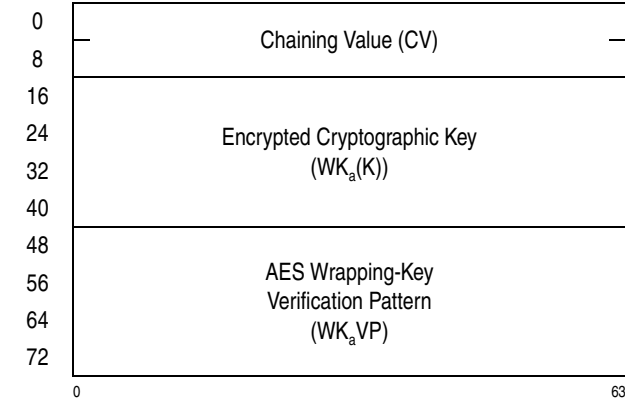 0
Chaining Value (CV)
8
16
24
Encrypted Cryptographic Key
32
(WKa(K))
40
48
56
AES Wrapping-Key
Verification Pattern
64
(WKaVP)
72
0 63